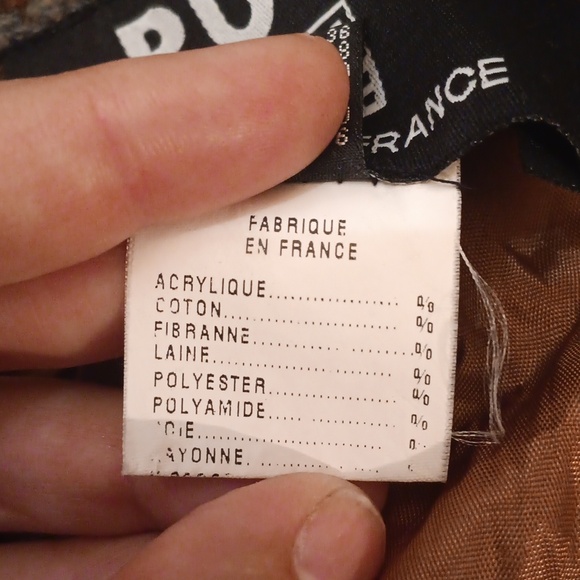 FRANCE
FABRIQUE
EN FRANCE
ACRYLIQUE.................. %
COTON........................ %
FIBRANNE.....................%
LAINE......................... %
POLYESTER................. %
POLYAMIDE................. %